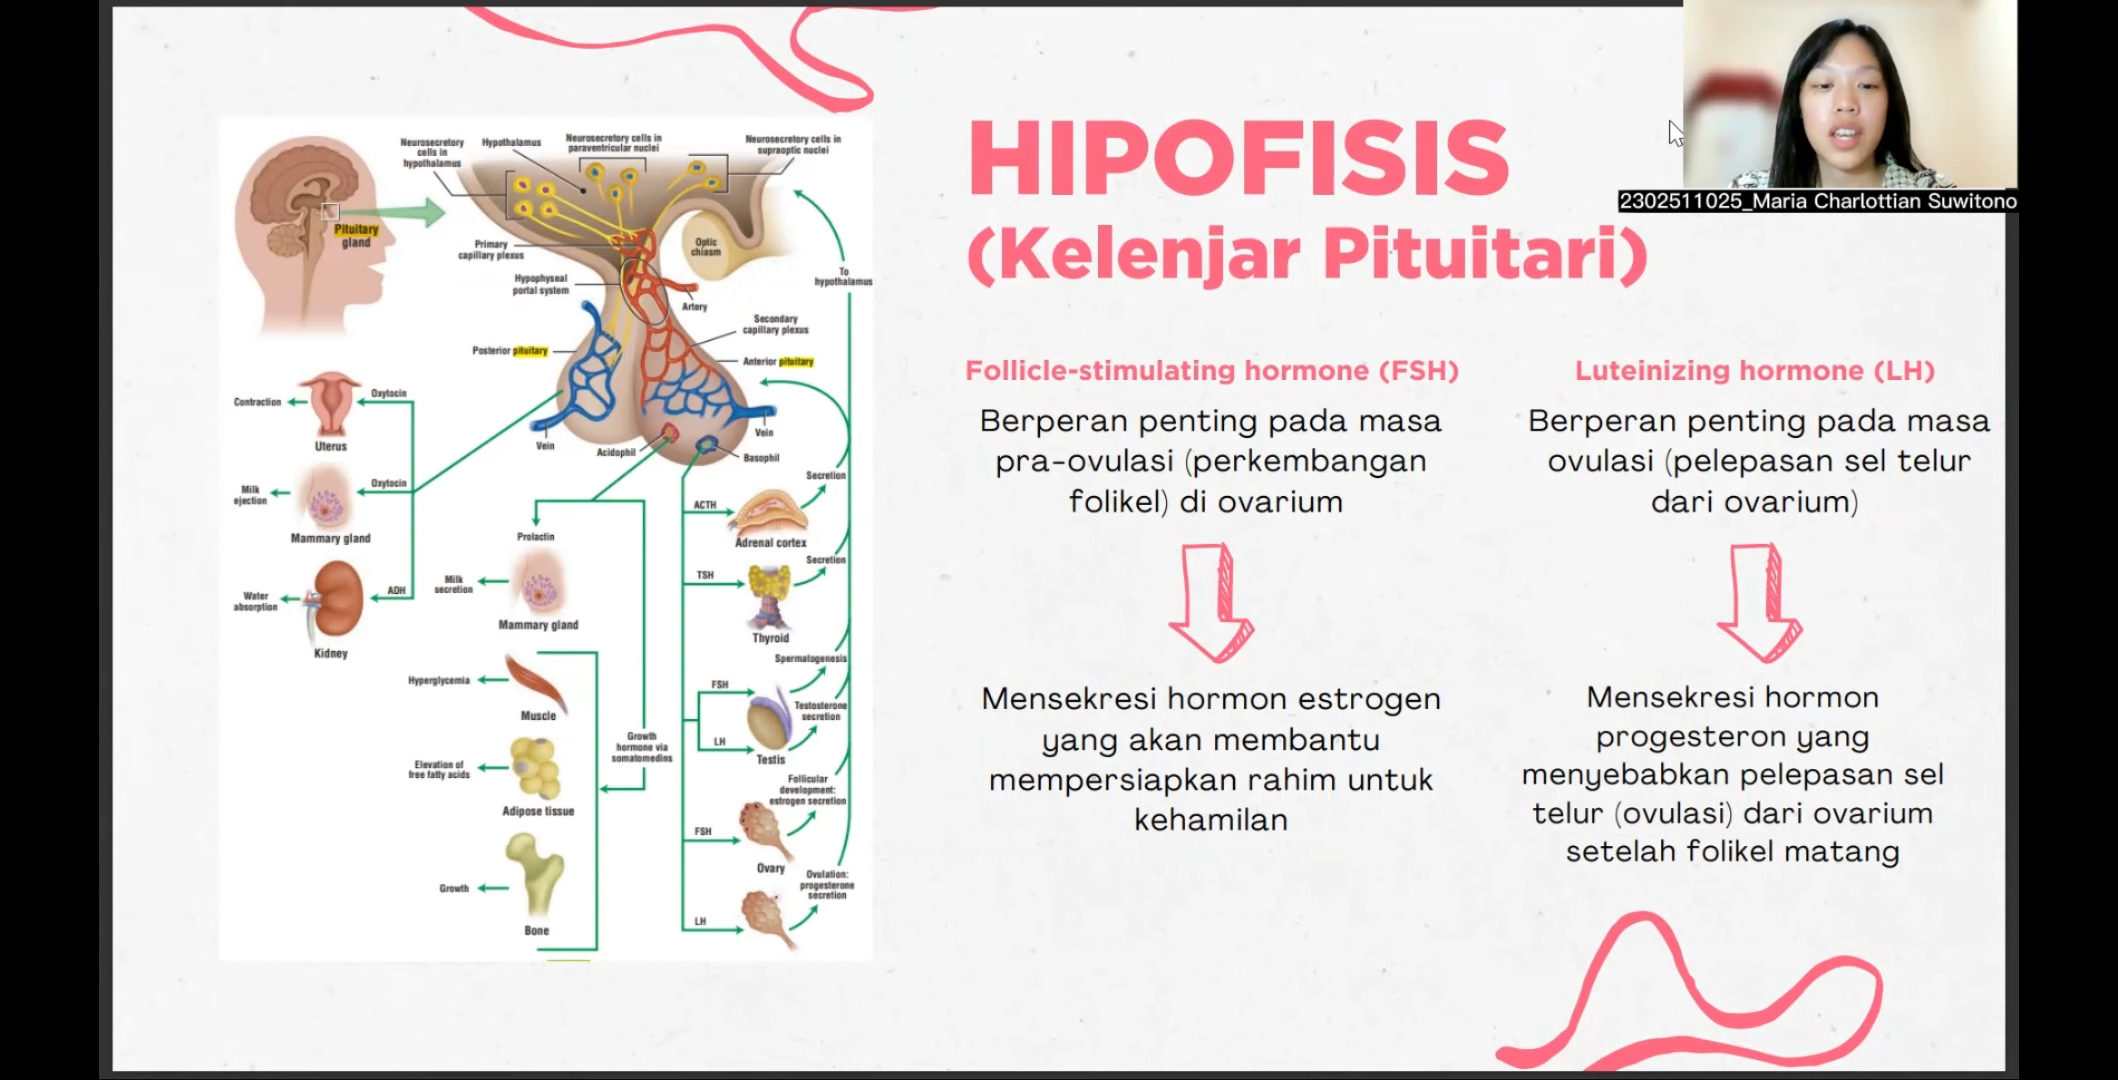 HIPOFISIS
(Kelenjar Pituitari)
2302511025_Maria Charlottian Suwitono
Neurosecretory
cells in
hypothalamus
Hypothalamus
Neurosecretory cells in
paraventricular nuclei
Neurosecretory cells in
supraoptic nuclei
Pituitary
gland
Primary
capillary plexus
Optic
chiasm
Hypophyseal
portal system
To
hypothalamus
Artery
Secondary
capillary plexus
Posterior pituitary
Anterior pituitary
Contraction
Oxytocin
Uterus
Vein
Acidophil
Vein
Basophil
Milk
ejection
Oxytocin
Mammary gland
Water
absorption
ADH
Kidney
Prolactin
Milk
secretion
Mammary gland
Hyperglycemia
Muscle
Growth
hormone via
somatomedins
Elevation of
free fatty acids
Adipose tissue
Growth
Bone
ACTH
Secretion
Adrenal cortex
TSH
Secretion
Thyroid
Spermatogenesis
FSH
Testosterone
secretion
LH
Testis
Follicular
development:
estrogen secretion
FSH
Ovary
Ovulation:
progesterone
secretion
LH
Follicle-stimulating hormone (FSH)
Berperan penting pada masa
pra-ovulasi (perkembangan
folikel) di ovarium
Mensekresi hormon estrogen
yang akan membantu
mempersiapkan rahim untuk
kehamilan
Luteinizing hormone (LH)
Berperan penting pada masa
ovulasi (pelepasan sel telur
dari ovarium)
Mensekresi hormon
progesteron yang
menyebabkan pelepasan sel
telur (ovulasi) dari ovarium
setelah folikel matang